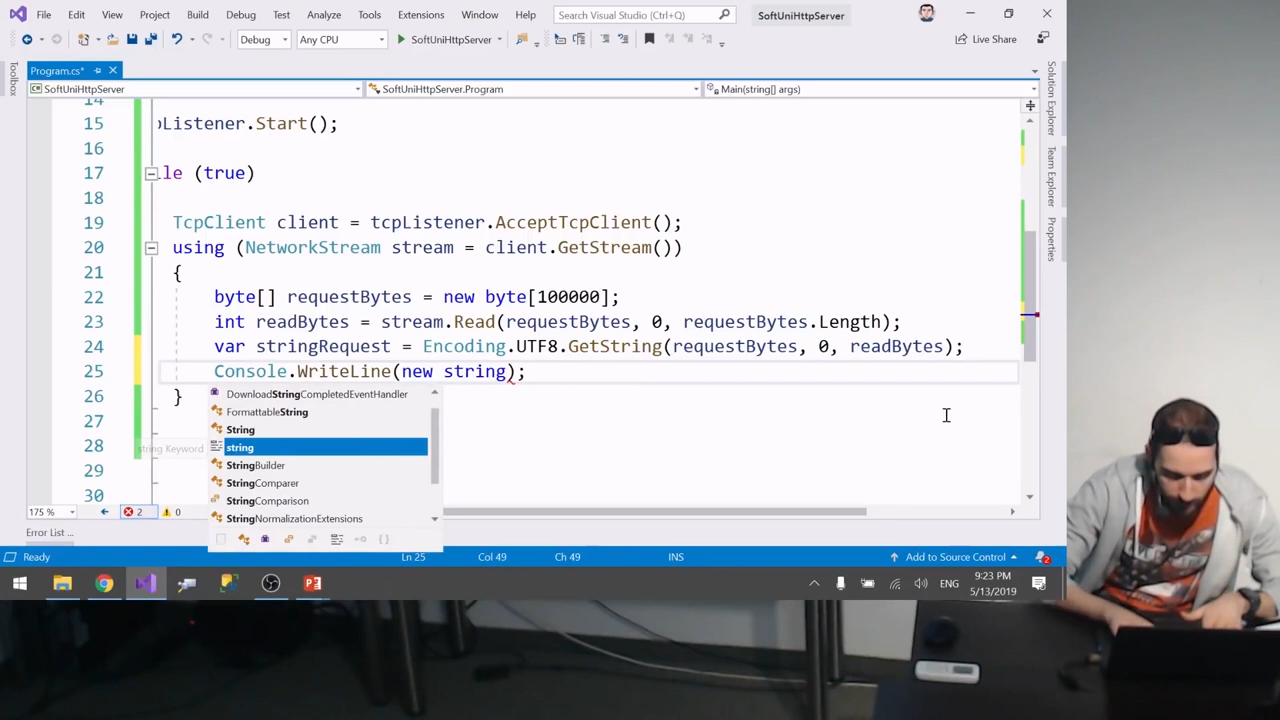 File Edit View Project Build Debug Test Analyze Tools Extensions Window Help Search Visual Studio (Ctrl+Q) SoftUniHttpServer
Debug Any CPU SoftUniHttpServer Live Share
Program.cs*
SoftUniHttpServer SoftUniHttpServer.Program Main(string[] args)
Toolbox
Solution Explorer
Team Explorer
Properties
14
15 Listener.Start();
16
17 le (true)
18
19 TcpClient client = tcpListener.AcceptTcpClient();
20 using (NetworkStream stream = client.GetStream())
21 {
22 byte[] requestBytes = new byte[100000];
23 int readBytes = stream.Read(requestBytes, 0, requestBytes.Length);
24 var stringRequest = Encoding.UTF8.GetString(requestBytes, 0, readBytes);
25 Console.WriteLine(new string);
26 }
27
28
29
30
DownloadStringCompletedEventHandler
FormattableString
String
string
StringBuilder
StringComparer
StringComparison
StringNormalizationExtensions
string Keyword
175 % 2 0
Error List ...
Ready Ln 25 Col 49 Ch 49 INS Add to Source Control 2
ENG 9:23 PM
5/13/2019